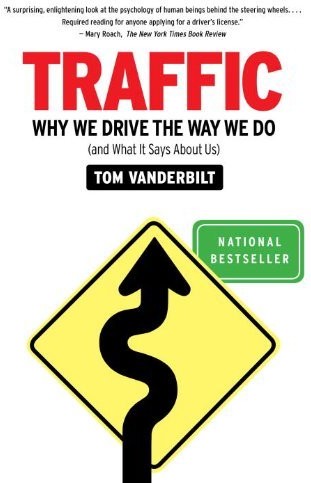 "A surprising, enlightening look at the psychology of human beings behind the steering wheels. . . .
Required reading for anyone applying for a driver's license."
– Mary Roach, The New York Times Book Review
TRAFFIC
WHY WE DRIVE THE WAY WE DO
(and What It Says About Us)
TOM VANDERBILT
NATIONAL
BESTSELLER